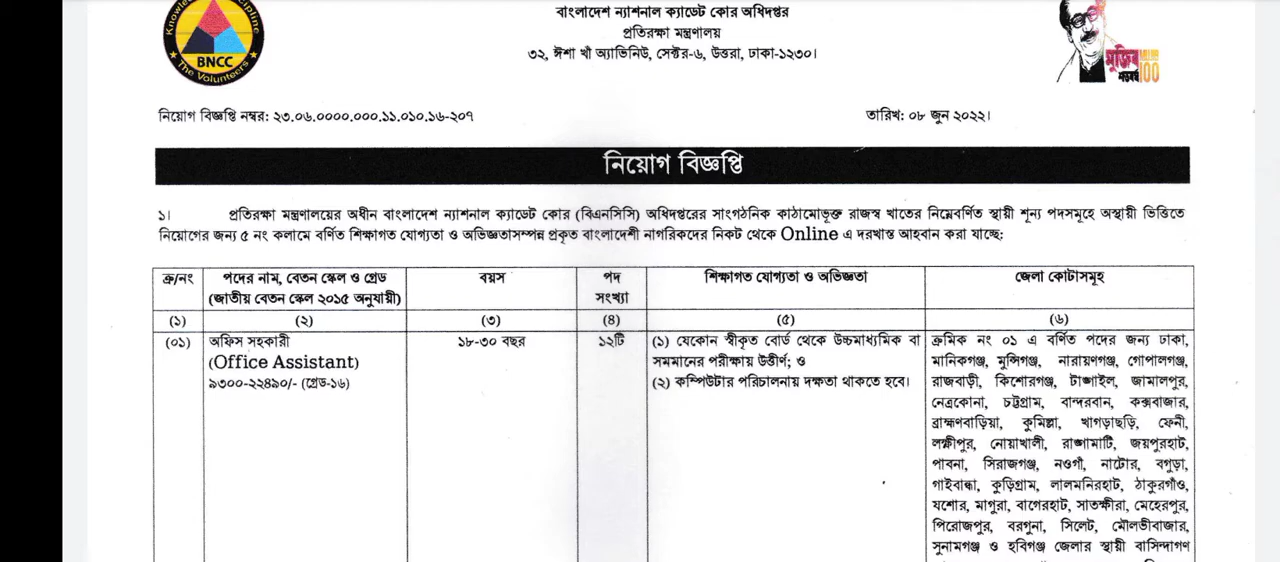 Knowledge Discipline
BNCC
The Volunteers
বাংলাদেশ ন্যাশনাল ক্যাডেট কোর অধিদপ্তর
প্রতিরক্ষা মন্ত্রণালয়
৩২, ঈশা খাঁ অ্যাভিনিউ, সেক্টর-৬, উত্তরা, ঢাকা-১২৩০।
মুজিব
শতবর্ষ 100
নিয়োগ বিজ্ঞপ্তি নম্বর: ২৩.০৬.০০০০.০০০.১১.০১০.১৬-২০৭
তারিখ: ০৮ জুন ২০২২।
নিয়োগ বিজ্ঞপ্তি
১। প্রতিরক্ষা মন্ত্রণালয়ের অধীন বাংলাদেশ ন্যাশনাল ক্যাডেট কোর (বিএনসিসি) অধিদপ্তরের সাংগঠনিক কাঠামোভূক্ত রাজস্ব খাতের নিম্নেবর্ণিত স্থায়ী শূন্য পদসমূহে অস্থায়ী ভিত্তিতে
নিয়োগের জন্য ৫ নং কলামে বর্ণিত শিক্ষাগত যোগ্যতা ও অভিজ্ঞতাসম্পন্ন প্রকৃত বাংলাদেশী নাগরিকদের নিকট থেকে Online এ দরখাস্ত আহবান করা যাচ্ছে:
ক্র/নং
পদের নাম, বেতন স্কেল ও গ্রেড
(জাতীয় বেতন স্কেল ২০১৫ অনুযায়ী)
বয়স
পদ
সংখ্যা
শিক্ষাগত যোগ্যতা ও অভিজ্ঞতা
জেলা কোটাসমূহ
(১)
(২)
(৩)
(৪)
(৫)
(৬)
(০১)
অফিস সহকারী
(Office Assistant)
৯৩০০-২২৪৯০/- (গ্রেড-১৬)
১৮-৩০ বছর
১২টি
(১) যেকোন স্বীকৃত বোর্ড থেকে উচ্চমাধ্যমিক বা
সমমানের পরীক্ষায় উত্তীর্ণ; ও
(২) কম্পিউটার পরিচালনায় দক্ষতা থাকতে হবে।
ক্রমিক নং ০১ এ বর্ণিত পদের জন্য ঢাকা,
মানিকগঞ্জ, মুন্সিগঞ্জ, নারায়ণগঞ্জ, গোপালগঞ্জ,
রাজবাড়ী, কিশোরগঞ্জ, টাঙ্গাইল, জামালপুর,
নেত্রকোনা, চট্টগ্রাম, বান্দরবান, কক্সবাজার,
ব্রাহ্মণবাড়িয়া, কুমিল্লা, খাগড়াছড়ি, ফেনী,
লক্ষীপুর, নোয়াখালী, রাঙ্গামাটি, জয়পুরহাট,
পাবনা, সিরাজগঞ্জ, নওগাঁ, নাটোর, বগুড়া,
গাইবান্ধা, কুড়িগ্রাম, লালমনিরহাট, ঠাকুরগাঁও,
যশোর, মাগুরা, বাগেরহাট, সাতক্ষীরা, মেহেরপুর,
পিরোজপুর, বরগুনা, সিলেট, মৌলভীবাজার,
সুনামগঞ্জ ও হবিগঞ্জ জেলার স্থায়ী বাসিন্দাগণ